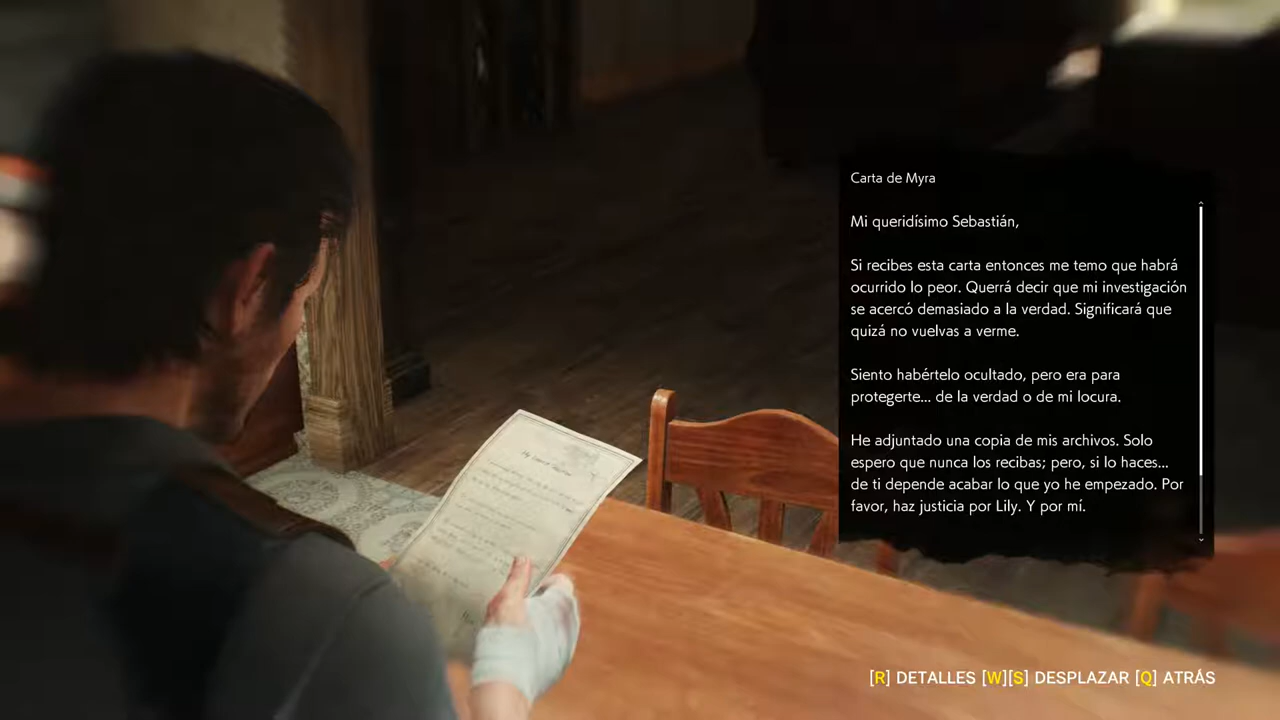 Carta de Myra
Mi queridísimo Sebastián,
Si recibes esta carta entonces me temo que habrá
ocurrido lo peor. Querrá decir que mi investigación
se acercó demasiado a la verdad. Significará que
quizá no vuelvas a verme.
Siento habértelo ocultado, pero era para
protegerte... de la verdad o de mi locura.
He adjuntado una copia de mis archivos. Solo
espero que nunca los recibas; pero, si lo haces...
de ti depende acabar lo que yo he empezado. Por
favor, haz justicia por Lily. Y por mí.
[R] DETALLES [W][S] DESPLAZAR [Q] ATRÁS